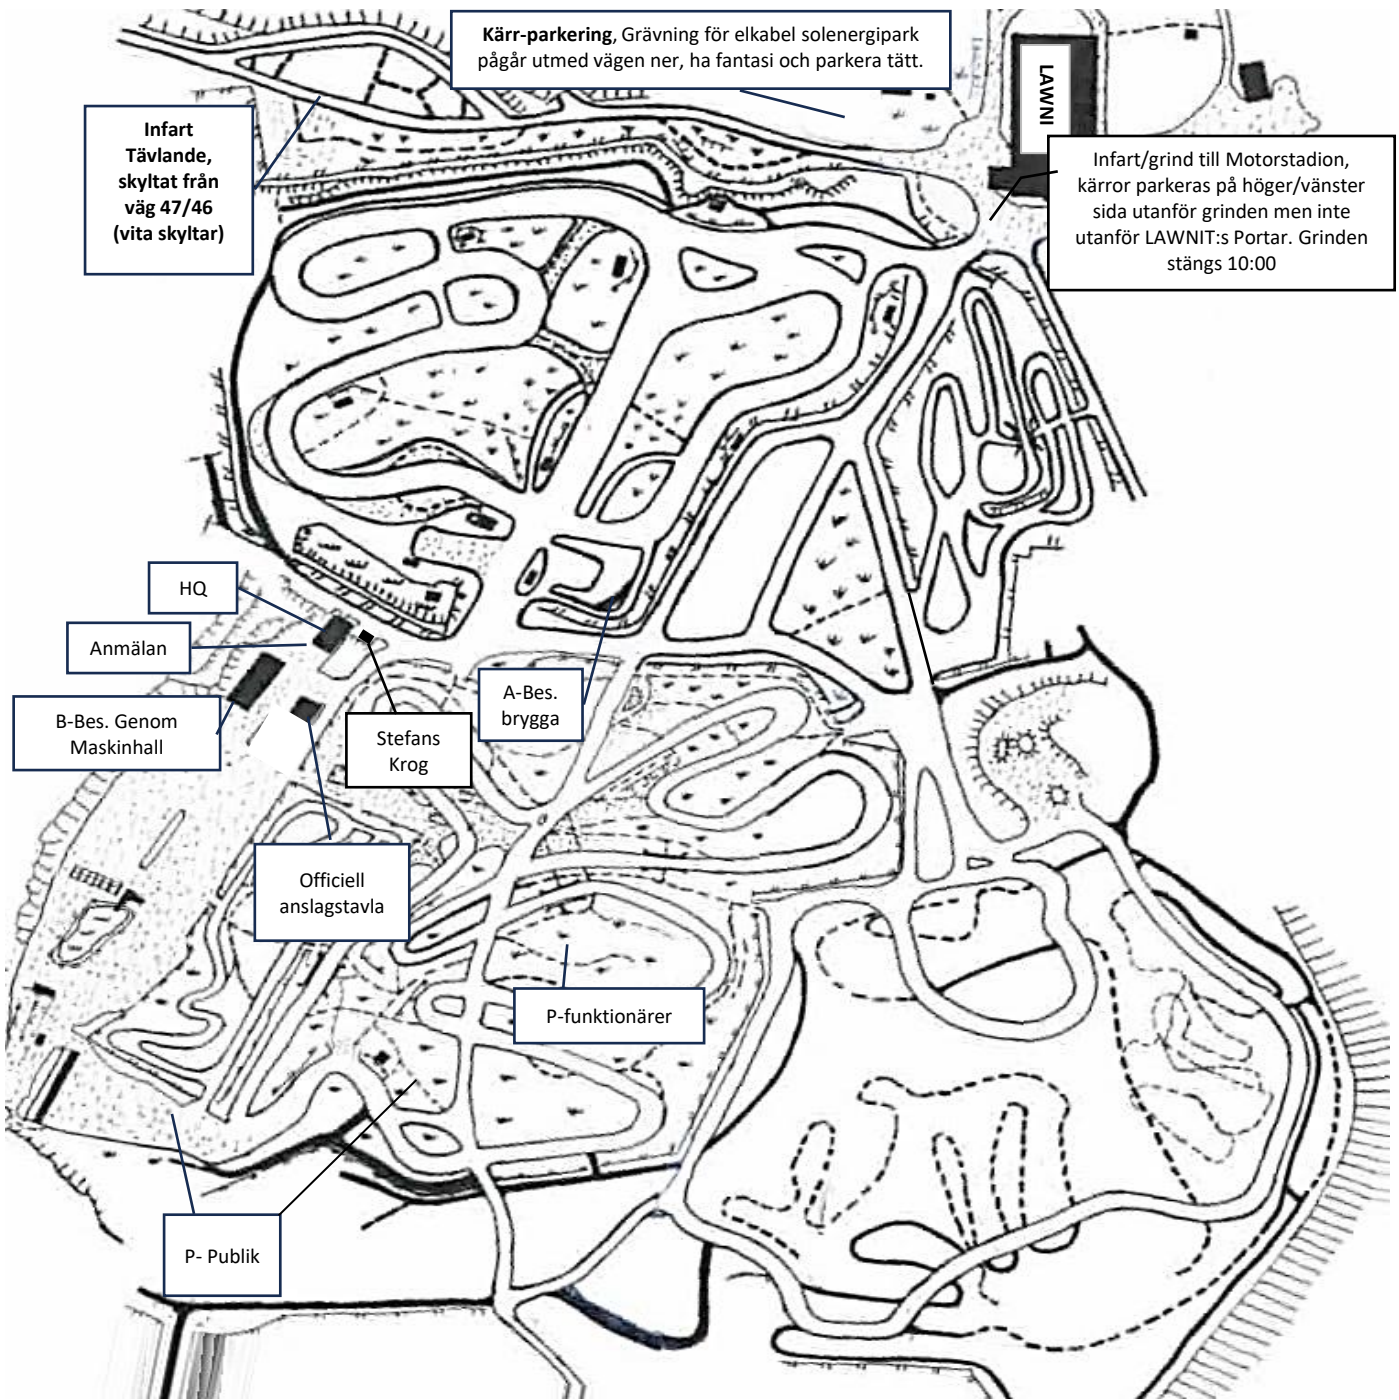 Kärr-parkering, Grävning för elkabel solenergipark
pågår utmed vägen ner, ha fantasi och parkera tätt.
LAWNI
Infart
Tävlande,
skyltat från
väg 47/46
(vita skyltar)
Infart/grind till Motorstadion,
kärror parkeras på höger/vänster
sida utanför grinden men inte
utanför LAWNIT:s Portar. Grinden
stängs 10:00
HQ
Anmälan
B-Bes. Genom
Maskinhall
A-Bes.
brygga
Stefans
Krog
Officiell
anslagstavla
P-funktionärer
P- Publik